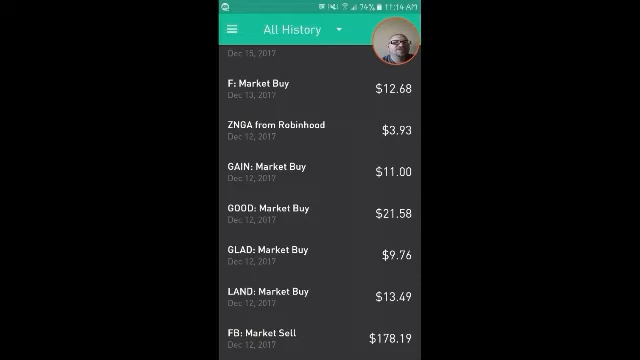 74% 11:14 AM
All History
Dec 15, 2017
F: Market Buy
$12.68
Dec 13, 2017
ZNGA from Robinhood
$3.93
Dec 12, 2017
GAIN: Market Buy
$11.00
Dec 12, 2017
GOOD: Market Buy
$21.58
Dec 12, 2017
GLAD: Market Buy
$9.76
Dec 12, 2017
LAND: Market Buy
$13.49
Dec 12, 2017
FB: Market Sell
$178.19
Dec 12, 2017